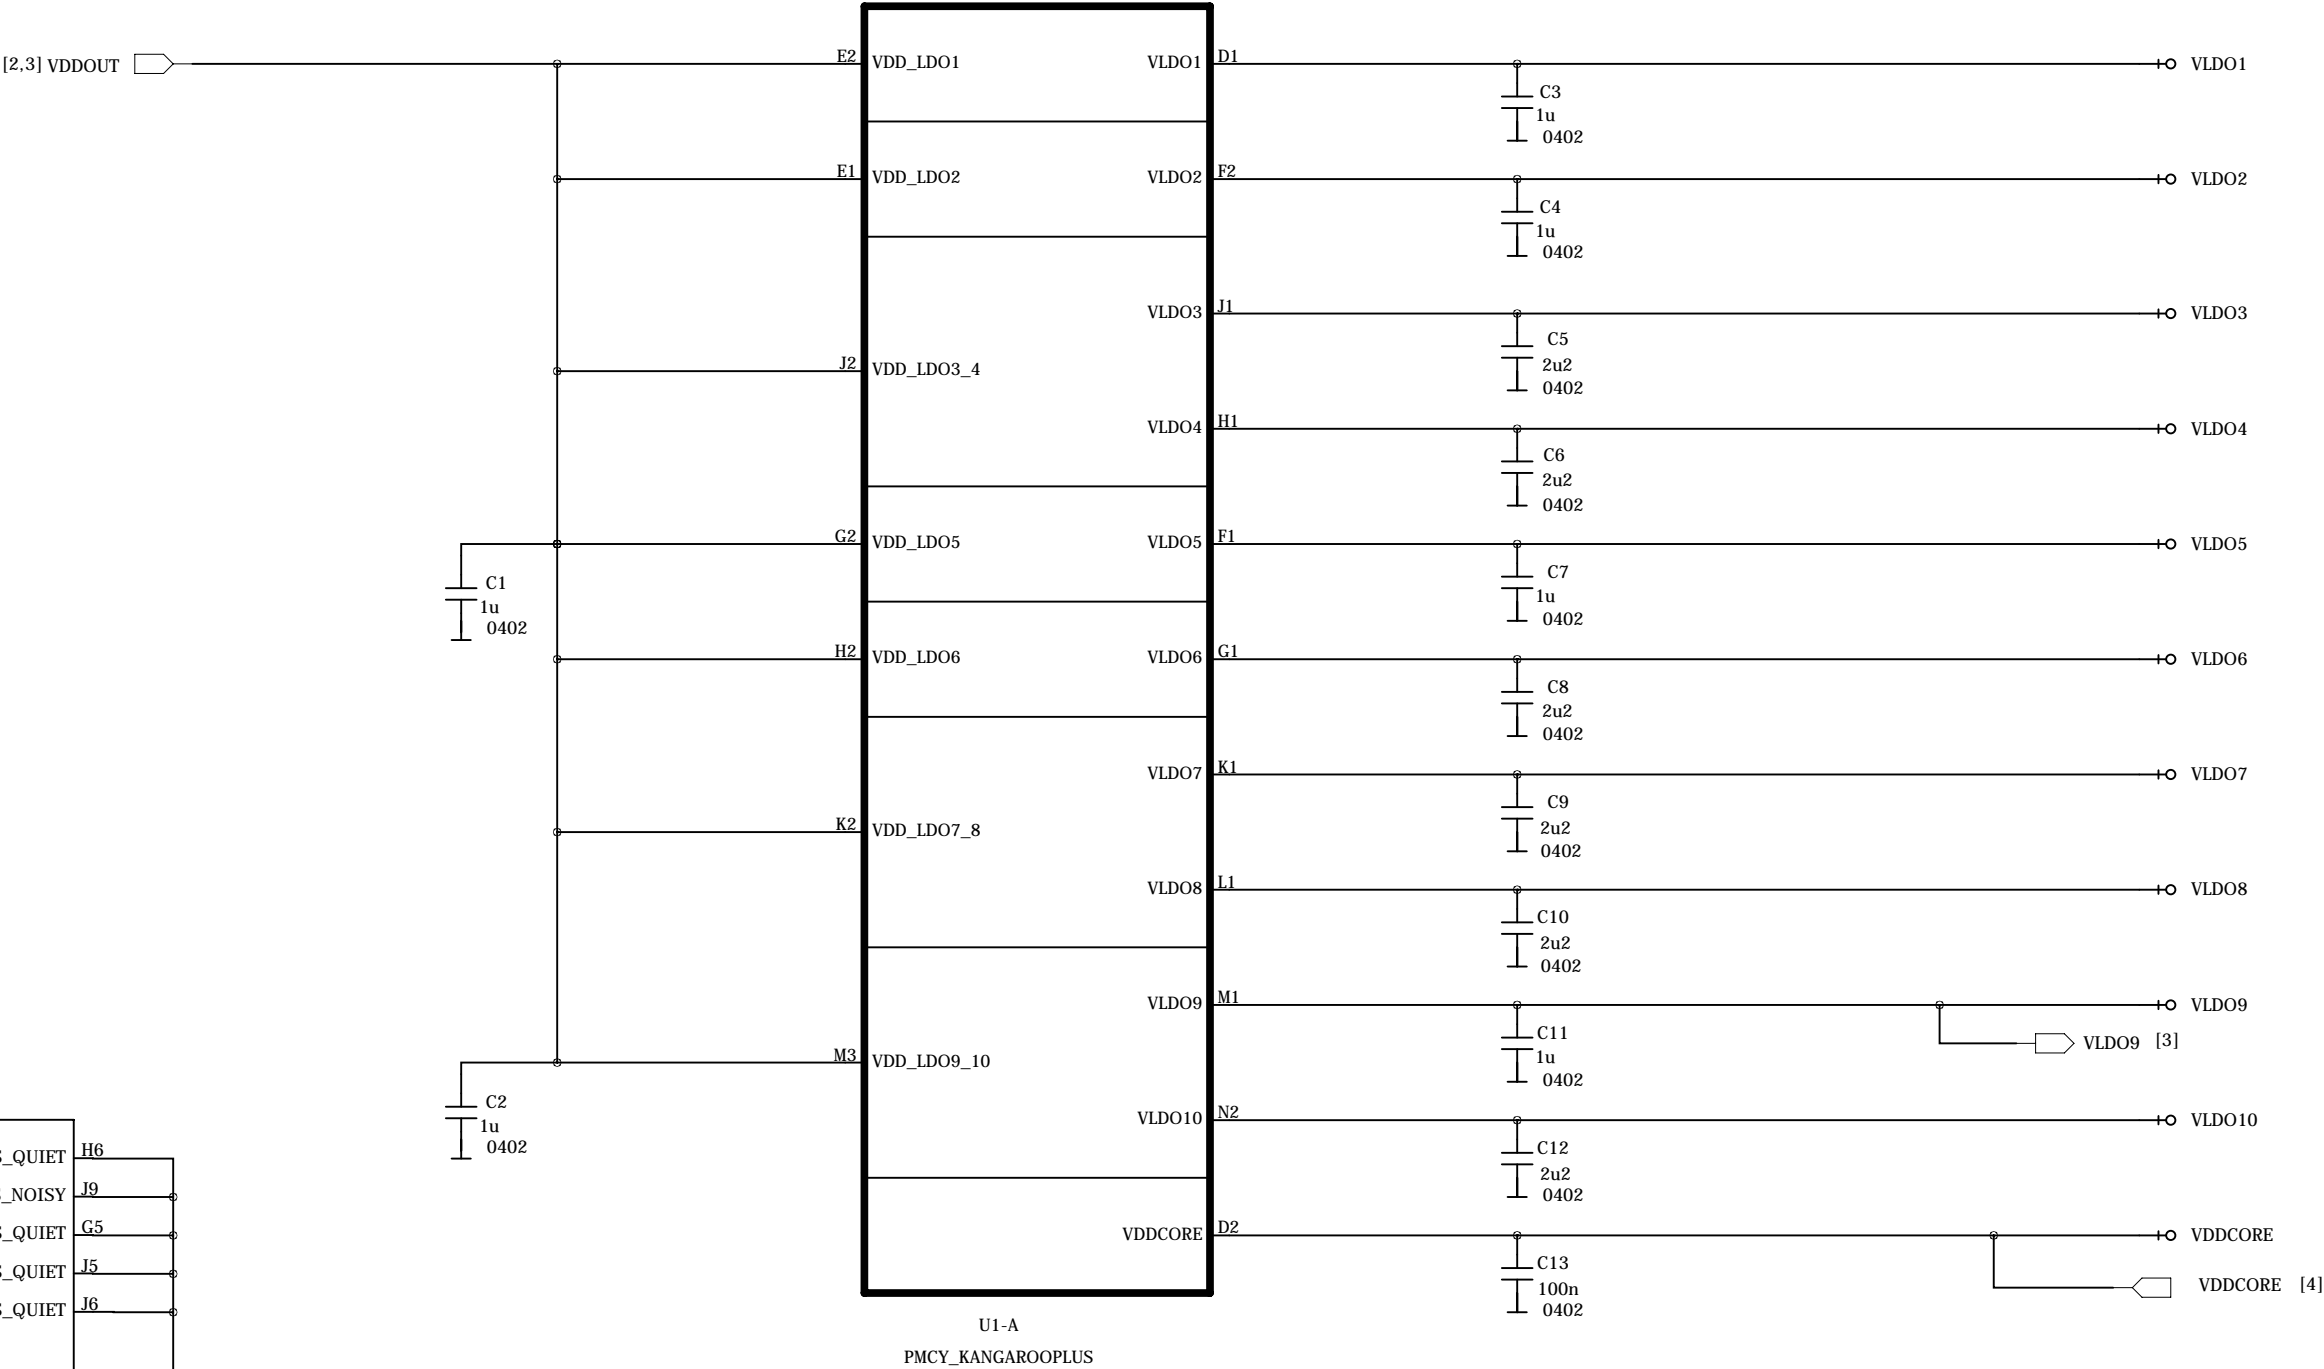 [2,3] VDDOUT
E2 VDD_LDO1 VLDO1 D1 VLDO1
C3
1u
0402
E1 VDD_LDO2 VLDO2 F2 VLDO2
C4
1u
0402
VLDO3 J1 VLDO3
C5
J2 VDD_LDO3_4 2u2
0402
VLDO4 H1 VLDO4
C6
2u2
0402
G2 VDD_LDO5 VLDO5 F1 VLDO5
C1
1u
0402
C7
1u
0402
H2 VDD_LDO6 VLDO6 G1 VLDO6
C8
2u2
0402
VLDO7 K1 VLDO7
C9
K2 VDD_LDO7_8 2u2
0402
VLDO8 L1 VLDO8
C10
2u2
0402
VLDO9 M1 VLDO9
C11
1u
0402
VLDO9 [3]
M3 VDD_LDO9_10
C2
1u
0402
VLDO10 N2 VLDO10
C12
2u2
0402
S_QUIET H6
_NOISY J9
S_QUIET G5
S_QUIET J5
S_QUIET J6
VDDCORE D2 VDDCORE
C13
100n
0402
VDDCORE [4]
U1-A
PMCY_KANGAROOPLUS